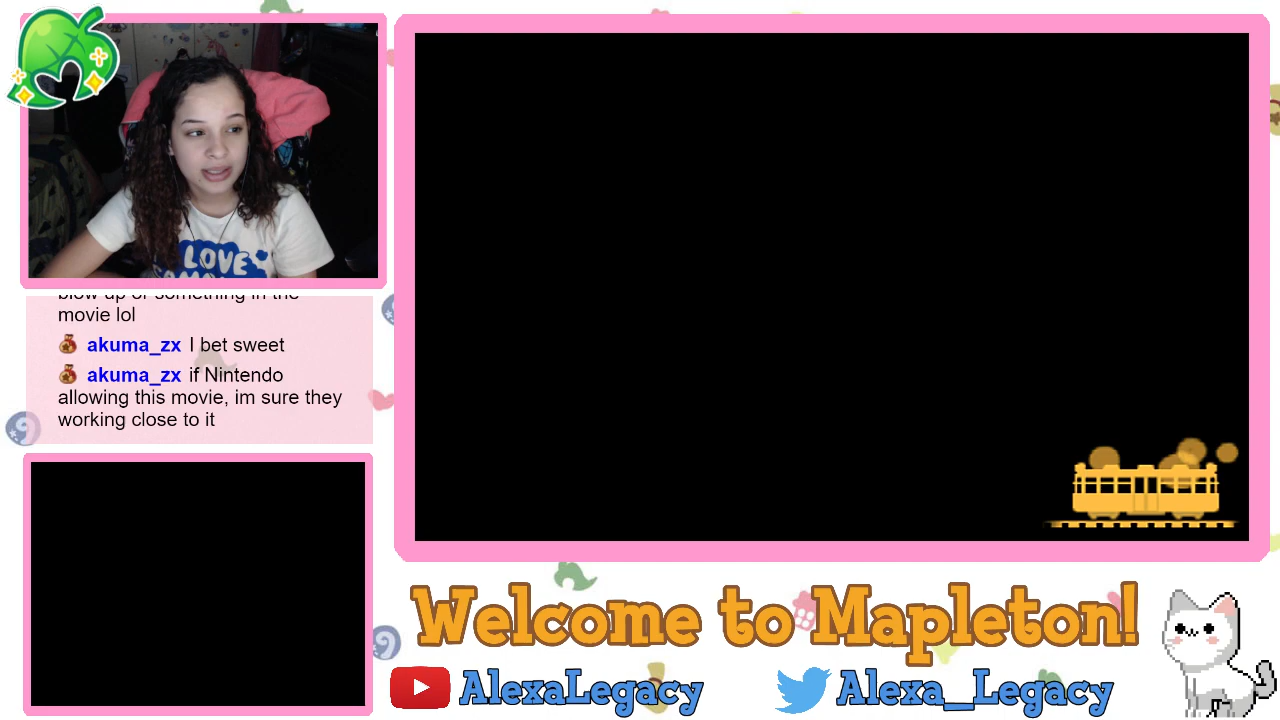 LOVE
movie lol
akuma_zx I bet sweet
akuma_zx if Nintendo
allowing this movie, im sure they
working close to it
Welcome to Mapleton!
AlexaLegacy
Alexa_Legacy